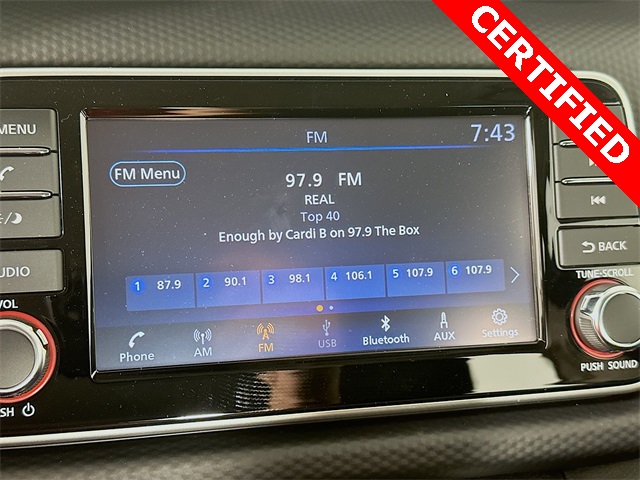 CERTIFIED
MENU
FM
7:43
FM Menu
97.9 FM
REAL
Top 40
Enough by Cardi B on 97.9 The Box
1 87.9
2 90.1
3 98.1
4 106.1
5 107.9
6 107.9
Phone
AM
FM
USB
Bluetooth
AUX
Settings
UDIO
VOL
SH
BACK
TUNE·SCROLL
PUSH SOUND